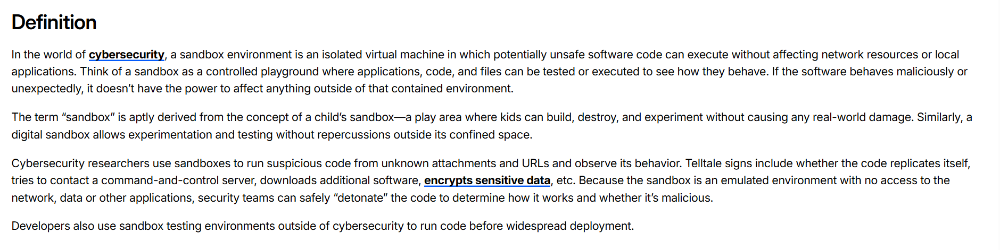 Definition
In the world of cybersecurity, a sandbox environment is an isolated virtual machine in which potentially unsafe software code can execute without affecting network resources or local
applications. Think of a sandbox as a controlled playground where applications, code, and files can be tested or executed to see how they behave. If the software behaves maliciously or
unexpectedly, it doesn’t have the power to affect anything outside of that contained environment.
The term “sandbox” is aptly derived from the concept of a child’s sandbox—a play area where kids can build, destroy, and experiment without causing any real-world damage. Similarly, a
digital sandbox allows experimentation and testing without repercussions outside its confined space.
Cybersecurity researchers use sandboxes to run suspicious code from unknown attachments and URLs and observe its behavior. Telltale signs include whether the code replicates itself,
tries to contact a command-and-control server, downloads additional software, encrypts sensitive data, etc. Because the sandbox is an emulated environment with no access to the
network, data or other applications, security teams can safely “detonate” the code to determine how it works and whether it’s malicious.
Developers also use sandbox testing environments outside of cybersecurity to run code before widespread deployment.